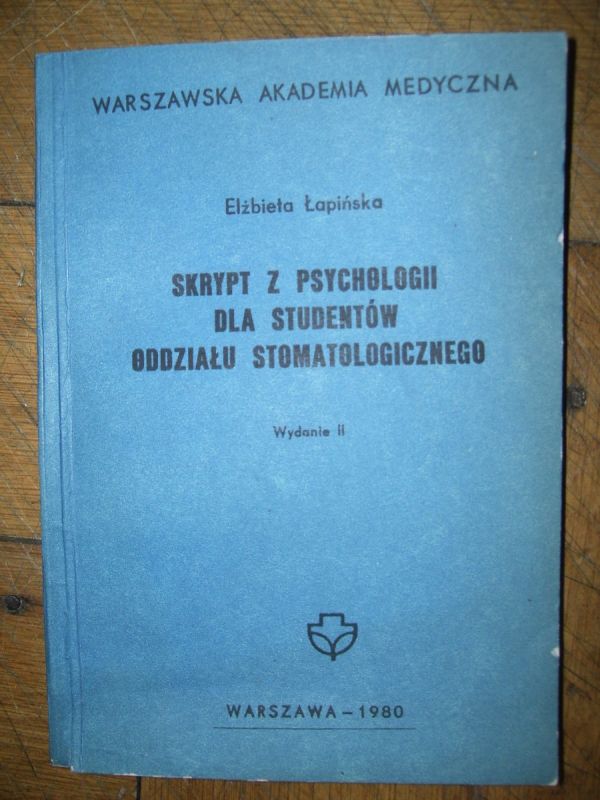 WARSZAWSKA AKADEMIA MEDYCZNA
Elżbieta Łapińska
SKRYPT Z PSYCHOLOGII
DLA STUDENTÓW
ODDZIAŁU STOMATOLOGICZNEGO
Wydanie II
WARSZAWA – 1980